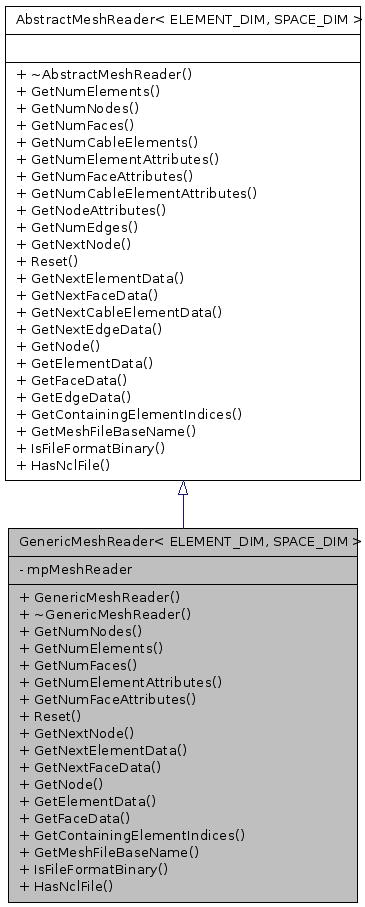 AbstractMeshReader< ELEMENT_DIM, SPACE_DIM >
+ ~AbstractMeshReader()
+ GetNumElements()
+ GetNumNodes()
+ GetNumFaces()
+ GetNumCableElements()
+ GetNumElementAttributes()
+ GetNumFaceAttributes()
+ GetNumCableElementAttributes()
+ GetNodeAttributes()
+ GetNumEdges()
+ GetNextNode()
+ Reset()
+ GetNextElementData()
+ GetNextFaceData()
+ GetNextCableElementData()
+ GetNextEdgeData()
+ GetNode()
+ GetElementData()
+ GetFaceData()
+ GetEdgeData()
+ GetContainingElementIndices()
+ GetMeshFileBaseName()
+ IsFileFormatBinary()
+ HasNclFile()
GenericMeshReader< ELEMENT_DIM, SPACE_DIM >
- mpMeshReader
+ GenericMeshReader()
+ ~GenericMeshReader()
+ GetNumNodes()
+ GetNumElements()
+ GetNumFaces()
+ GetNumElementAttributes()
+ GetNumFaceAttributes()
+ Reset()
+ GetNextNode()
+ GetNextElementData()
+ GetNextFaceData()
+ GetNode()
+ GetElementData()
+ GetFaceData()
+ GetContainingElementIndices()
+ GetMeshFileBaseName()
+ IsFileFormatBinary()
+ HasNclFile()